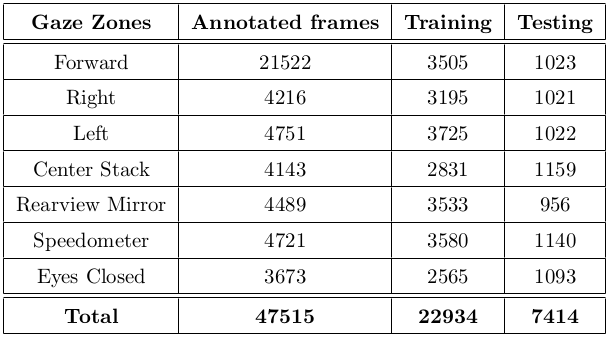 Gaze Zones Annotated frames Training Testing
Forward 21522 3505 1023
Right 4216 3195 1021
Left 4751 3725 1022
Center Stack 4143 2831 1159
Rearview Mirror 4489 3533 956
Speedometer 4721 3580 1140
Eyes Closed 3673 2565 1093
Total 47515 22934 7414